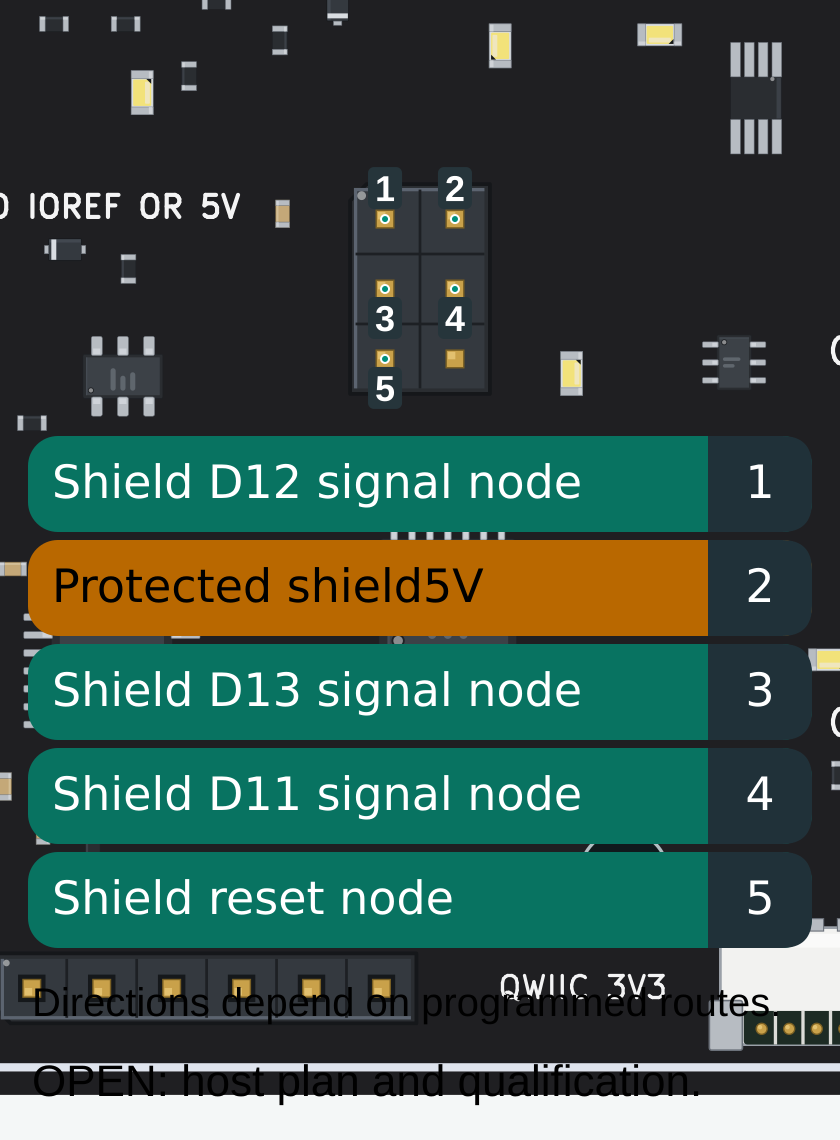 IOREF OR 5V
1 2
3 4
5
Shield D12 signal node 1
Protected shield5V 2
Shield D13 signal node 3
Shield D11 signal node 4
Shield reset node 5
QWIIC 3V3
Directions depend on programmed routes.
OPEN: host plan and qualification.